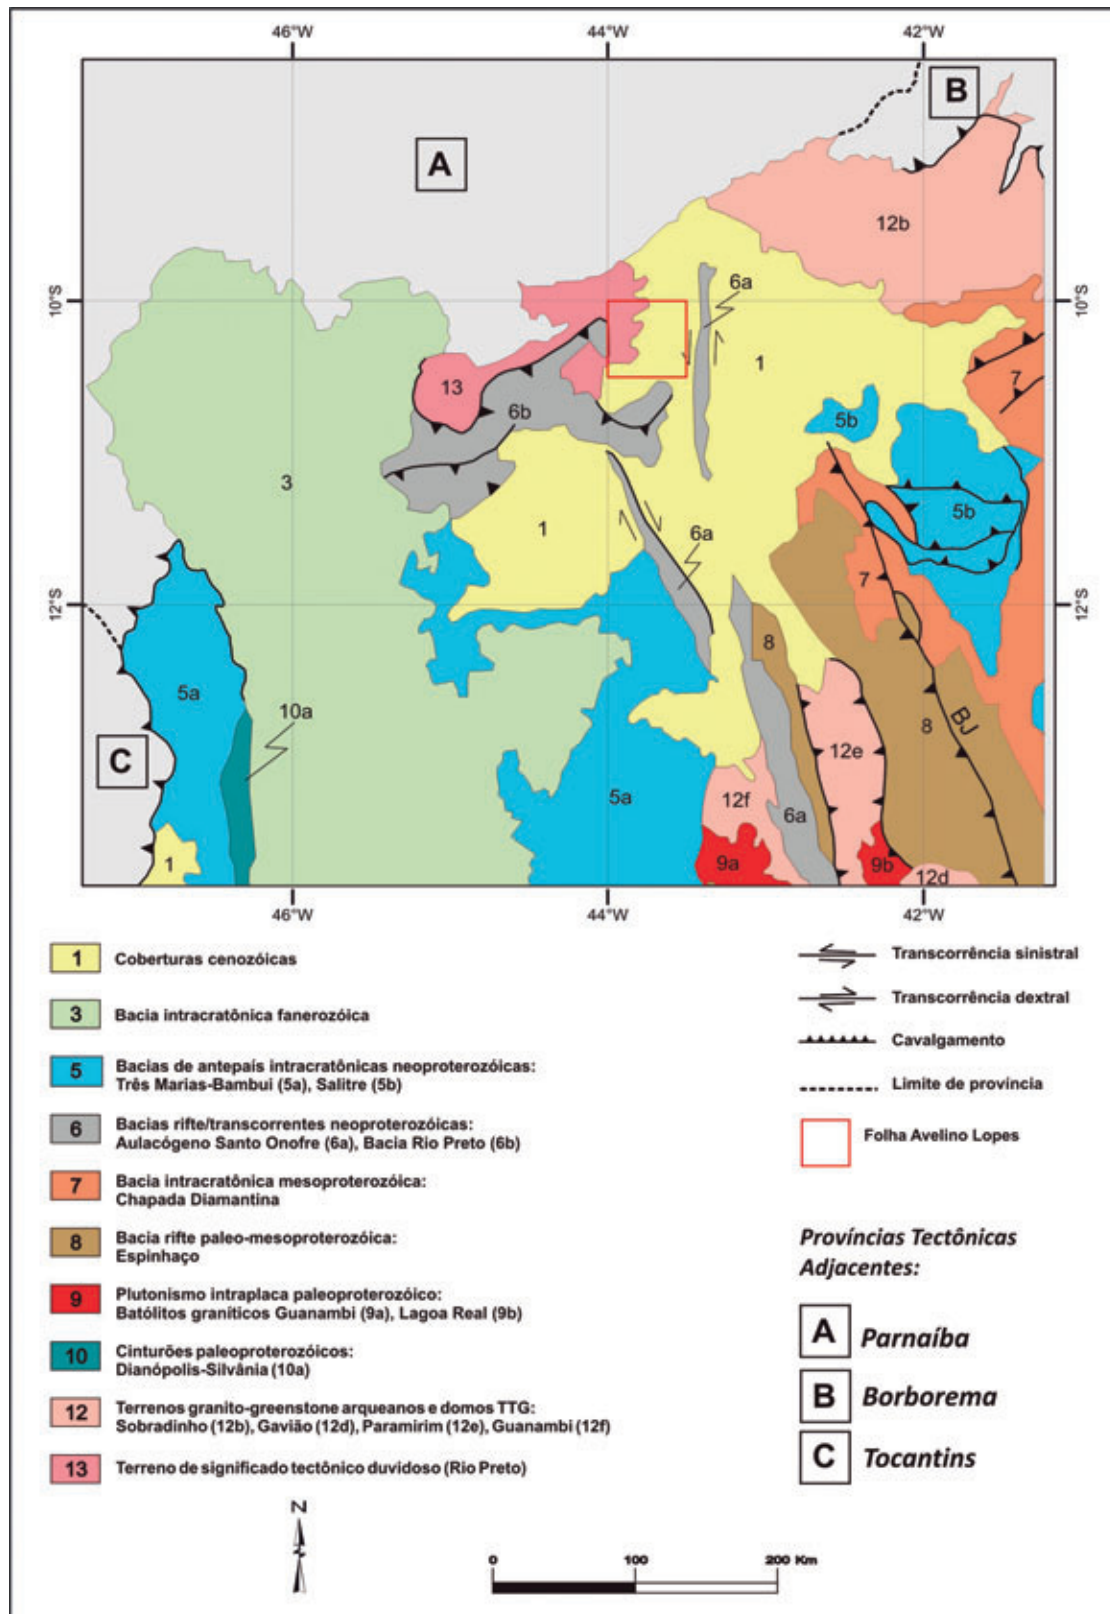 46°W 44°W 42°W
B
A
12b
10°S 10°S
6a
13
1
7
6b
5b
3
5b
1
6a
7
12°S 12°S
8
5a
10a
BJ
8
12e
C
12f
5a
6a
1
9a
9b
12d
46°W 44°W 42°W
1 Coberturas cenozóicas
3 Bacia intracratônica fanerozóica
5 Bacias de antepaís intracratônicas neoproterozóicas:
Três Marias-Bambui (5a), Salitre (5b)
6 Bacias rifte/transcorrentes neoproterozóicas:
Aulacógeno Santo Onofre (6a), Bacia Rio Preto (6b)
7 Bacia intracratônica mesoproterozóica:
Chapada Diamantina
8 Bacia rifte paleo-mesoproterozóica:
Espinhaço
9 Plutonismo intraplaca paleoproterozóico:
Batólitos graníticos Guanambi (9a), Lagoa Real (9b)
10 Cinturões paleoproterozóicos:
Dianópolis-Silvânia (10a)
12 Terrenos granito-greenstone arqueanos e domos TTG:
Sobradinho (12b), Gavião (12d), Paramirim (12e), Guanambi (12f)
13 Terreno de significado tectônico duvidoso (Rio Preto)
Transcorrência sinistral
Transcorrência dextral
Cavalgamento
Limite de província
Folha Avelino Lopes
Províncias Tectônicas
Adjacentes:
A Parnaíba
B Borborema
C Tocantins
N
0 100 200 Km